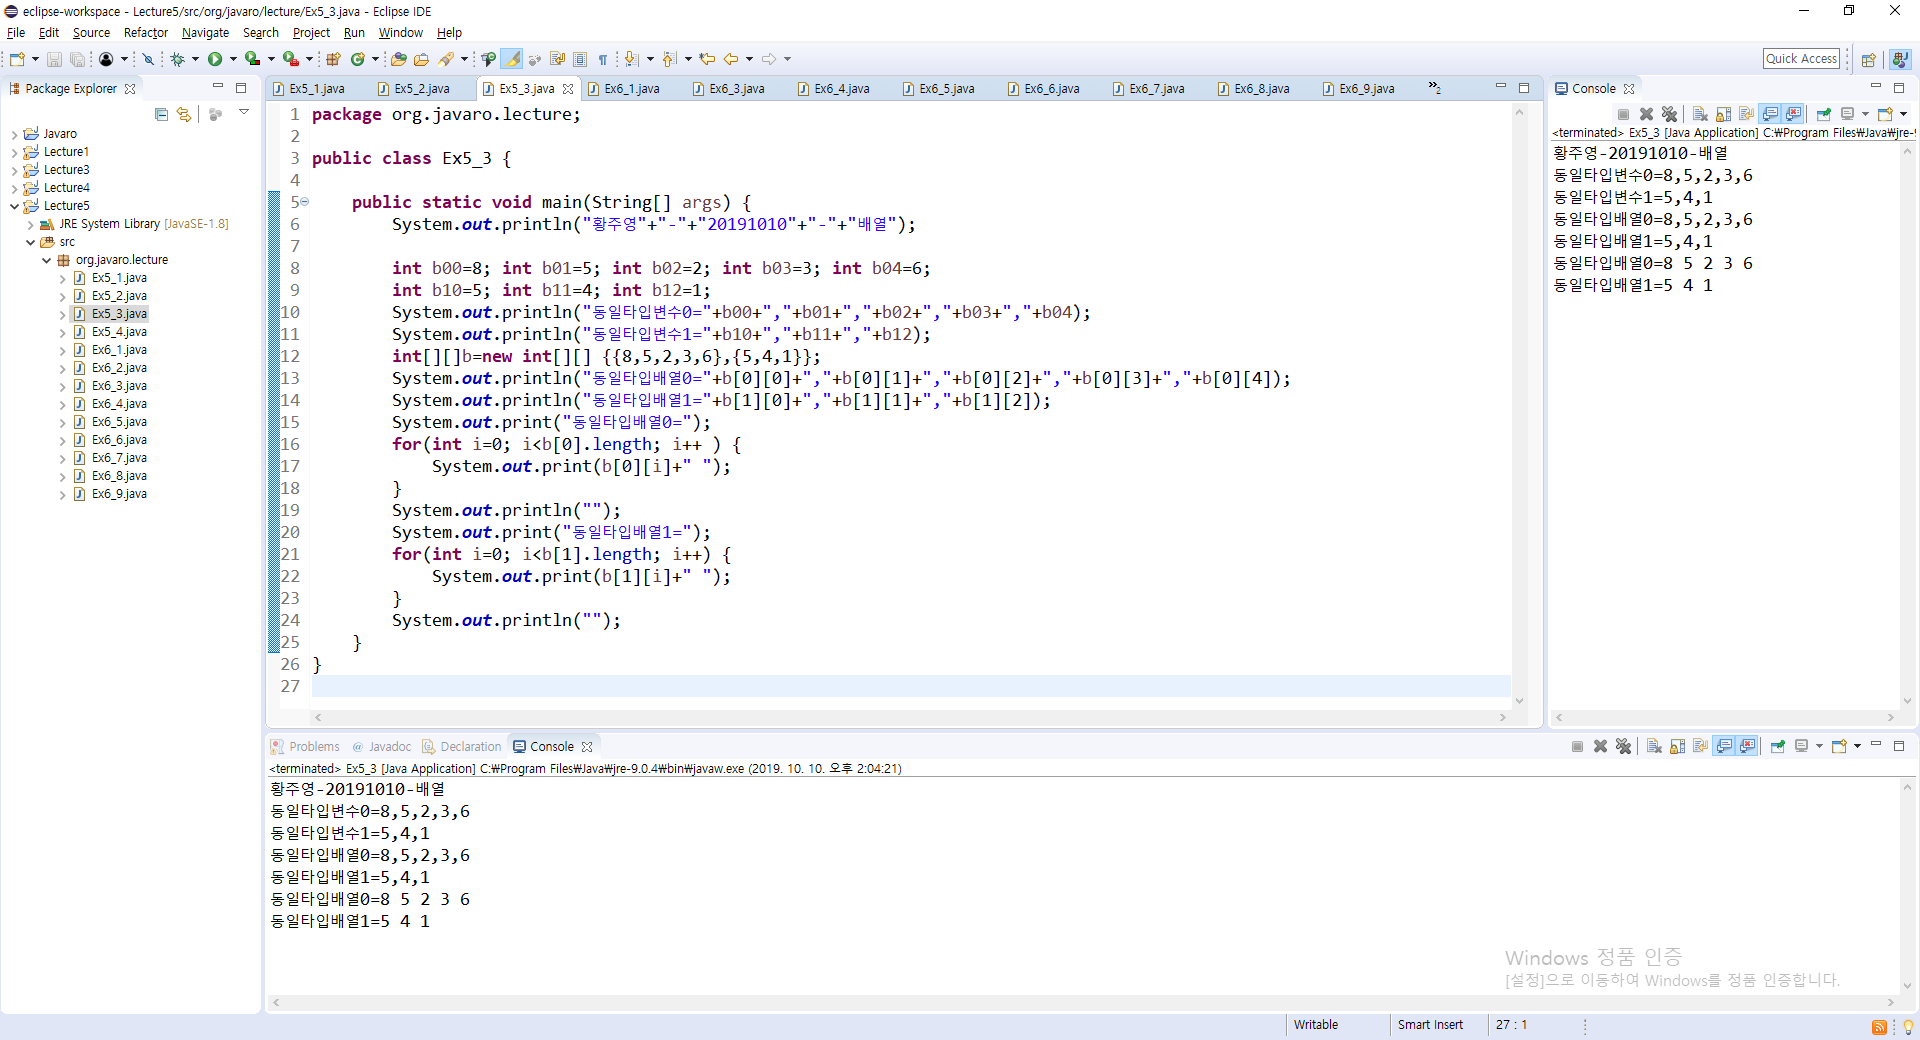 eclipse-workspace - Lecture5/src/org/javaro/lecture/Ex5_3.java - Eclipse IDE
File Edit Source Refactor Navigate Search Project Run Window Help
Quick Access
Package Explorer
Javaro
Lecture1
Lecture3
Lecture4
Lecture5
JRE System Library [JavaSE-1.8]
src
org.javaro.lecture
Ex5_1.java
Ex5_2.java
Ex5_3.java
Ex5_4.java
Ex6_1.java
Ex6_2.java
Ex6_3.java
Ex6_4.java
Ex6_5.java
Ex6_6.java
Ex6_7.java
Ex6_8.java
Ex6_9.java
Ex5_1.java Ex5_2.java Ex5_3.java Ex6_1.java Ex6_3.java Ex6_4.java Ex6_5.java Ex6_6.java Ex6_7.java Ex6_8.java Ex6_9.java »2
1 package org.javaro.lecture;
2
3 public class Ex5_3 {
4
5 public static void main(String[] args) {
6 System.out.println("황주영"+"-"+"20191010"+"-"+"배열");
7
8 int b00=8; int b01=5; int b02=2; int b03=3; int b04=6;
9 int b10=5; int b11=4; int b12=1;
10 System.out.println("동일타입변수0="+b00+","+b01+","+b02+","+b03+","+b04);
11 System.out.println("동일타입변수1="+b10+","+b11+","+b12);
12 int[][]b=new int[][] {{8,5,2,3,6},{5,4,1}};
13 System.out.println("동일타입배열0="+b[0][0]+","+b[0][1]+","+b[0][2]+","+b[0][3]+","+b[0][4]);
14 System.out.println("동일타입배열1="+b[1][0]+","+b[1][1]+","+b[1][2]);
15 System.out.print("동일타입배열0=");
16 for(int i=0; i<b[0].length; i++ ) {
17 System.out.print(b[0][i]+" ");
18 }
19 System.out.println("");
20 System.out.print("동일타입배열1=");
21 for(int i=0; i<b[1].length; i++) {
22 System.out.print(b[1][i]+" ");
23 }
24 System.out.println("");
25 }
26 }
27
Console
<terminated> Ex5_3 [Java Application] C:₩Program Files₩Java₩jre-9
황주영-20191010-배열
동일타입변수0=8,5,2,3,6
동일타입변수1=5,4,1
동일타입배열0=8,5,2,3,6
동일타입배열1=5,4,1
동일타입배열0=8 5 2 3 6
동일타입배열1=5 4 1
Problems @ Javadoc Declaration Console
<terminated> Ex5_3 [Java Application] C:₩Program Files₩Java₩jre-9.0.4₩bin₩javaw.exe (2019. 10. 10. 오후 2:04:21)
황주영-20191010-배열
동일타입변수0=8,5,2,3,6
동일타입변수1=5,4,1
동일타입배열0=8,5,2,3,6
동일타입배열1=5,4,1
동일타입배열0=8 5 2 3 6
동일타입배열1=5 4 1
Windows 정품 인증
[설정]으로 이동하여 Windows를 정품 인증합니다.
Writable Smart Insert 27 : 1